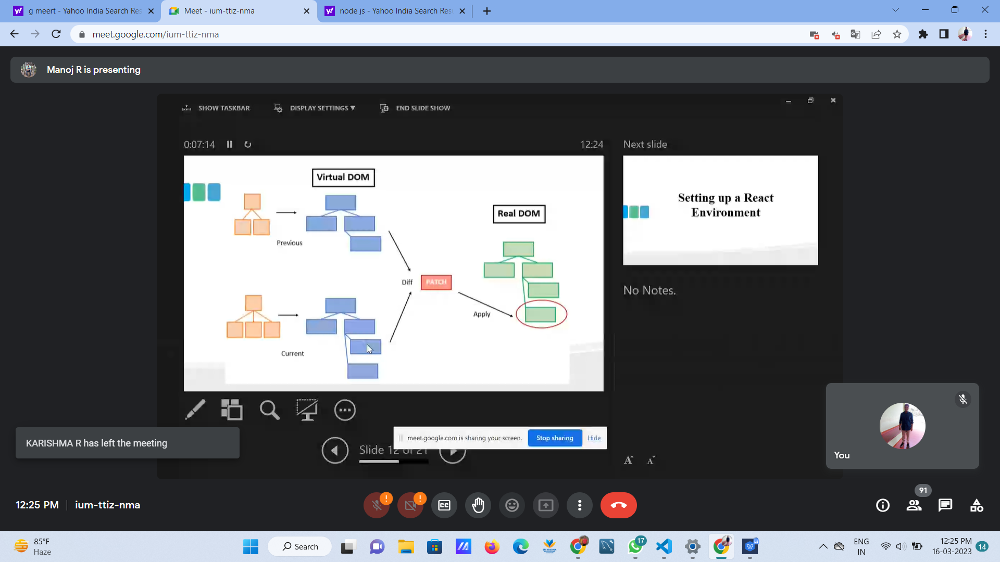 g meert - Yahoo India Search Res
Meet - ium-ttiz-nma
node js - Yahoo India Search Resu
meet.google.com/ium-ttiz-nma
Manoj R is presenting
SHOW TASKBAR
DISPLAY SETTINGS ▼
END SLIDE SHOW
0:07:14
12:24
Next slide
Virtual DOM
Real DOM
Previous
Diff
PATCH
Apply
Current
Setting up a React
Environment
No Notes.
meet.google.com is sharing your screen.
Stop sharing
Hide
Slide 12 of 21
KARISHMA R has left the meeting
You
12:25 PM | ium-ttiz-nma
91
85°F
Haze
Search
17
ENG
IN
12:25 PM
16-03-2023
14